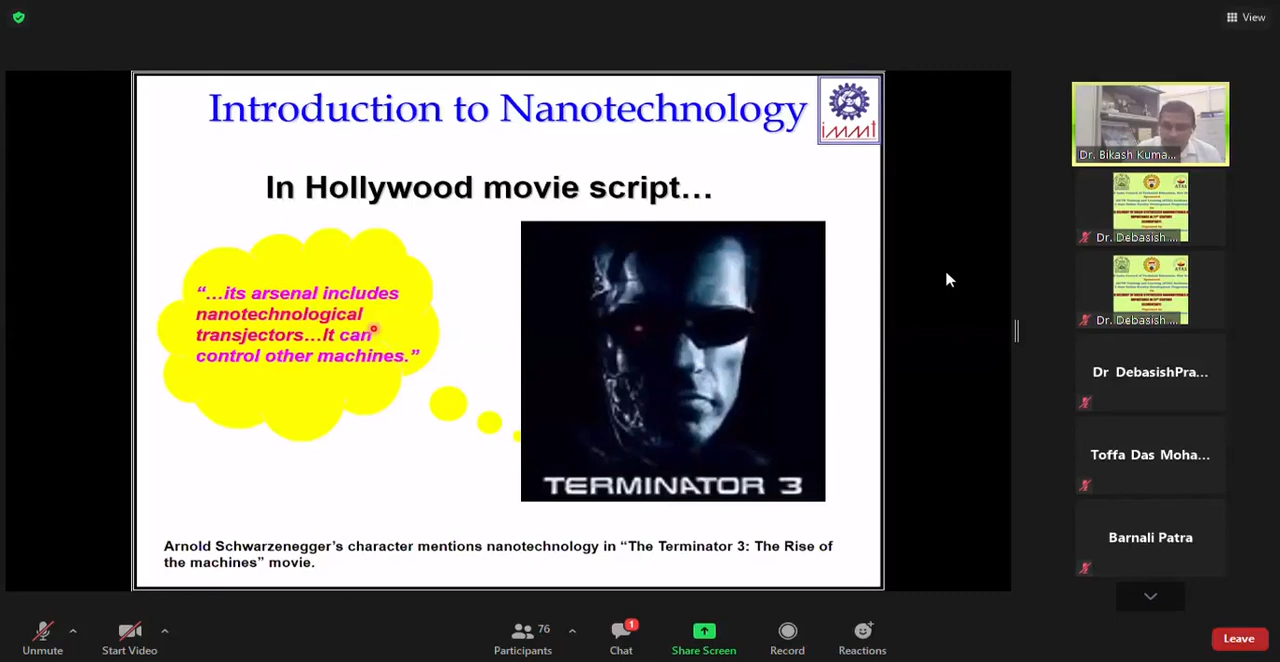 View
Introduction to Nanotechnology
immt
In Hollywood movie script…
“…its arsenal includes
nanotechnological
transjectors…It can
control other machines.”
TERMINATOR 3
Arnold Schwarzenegger’s character mentions nanotechnology in “The Terminator 3: The Rise of
the machines” movie.
Dr. Bikash Kuma...
Dr. Debasish ...
Dr. Debasish ...
Dr DebasishPra...
Toffa Das Moha...
Barnali Patra
Unmute
Start Video
Participants
76
Chat
1
Share Screen
Record
Reactions
Leave